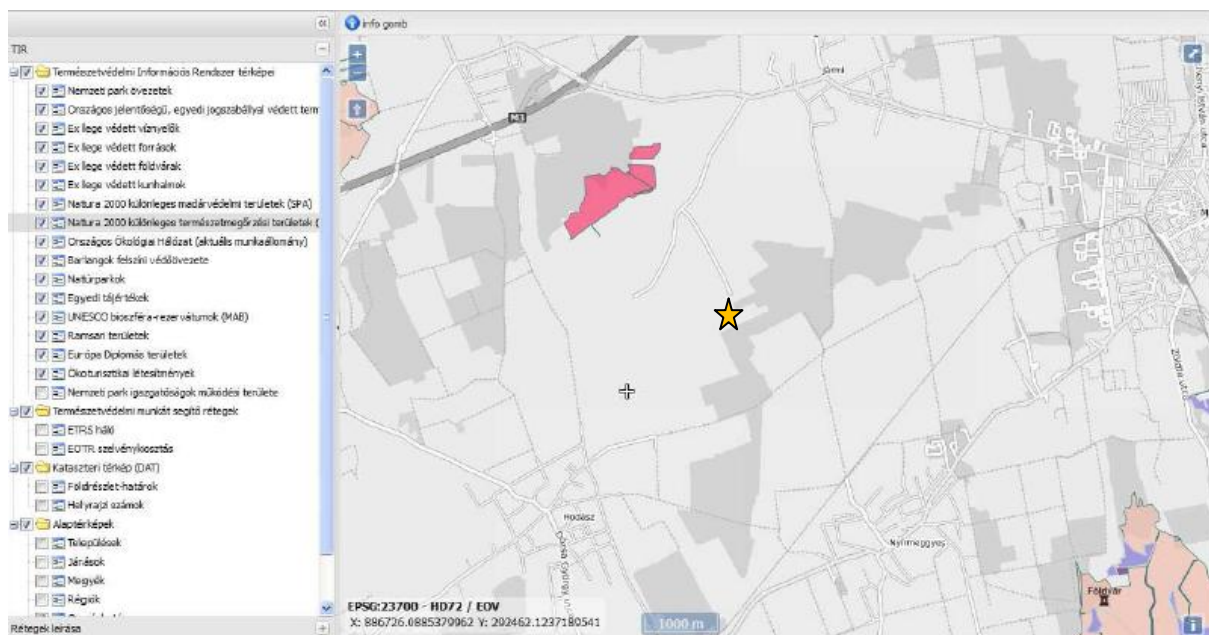 info gomb
TIR
Természetvédelmi Információs Rendszer térképei
Nemzeti park övezetek
Országos jelentőségű, egyedi jogszabállyal védett term
Ex lege védett víznyelők
Ex lege védett források
Ex lege védett földvárak
Ex lege védett kunhalmok
Natura 2000 különleges madárvédelmi területek (SPA)
Natura 2000 különleges természetmegőrzési területek (
Országos Ökológiai Hálózat (aktuális munkaállomány)
Barlangok felszíni védőövezete
Natúrparkok
Egyedi tájértékek
UNESCO bioszféra-rezervátumok (MAB)
Ramsari területek
Európa Diplomás területek
Ökoturisztikai létesítmények
Nemzeti park igazgatóságok működési területe
Természetvédelmi munkát segítő rétegek
ETRS háló
EOTR szelvénykiosztás
Kataszteri térkép (DAT)
Földrészlet-határok
Helyrajzi számok
Alaptérképek
Települések
Járások
Megyék
Régiók
Rétegek leírása
M3
Jármi
Hodász
Nyírmeggyes
Földvár
EPSG:23700 - HD72 / EOV
X: 886726.0885379962 Y: 292462.1237180541
1000 m